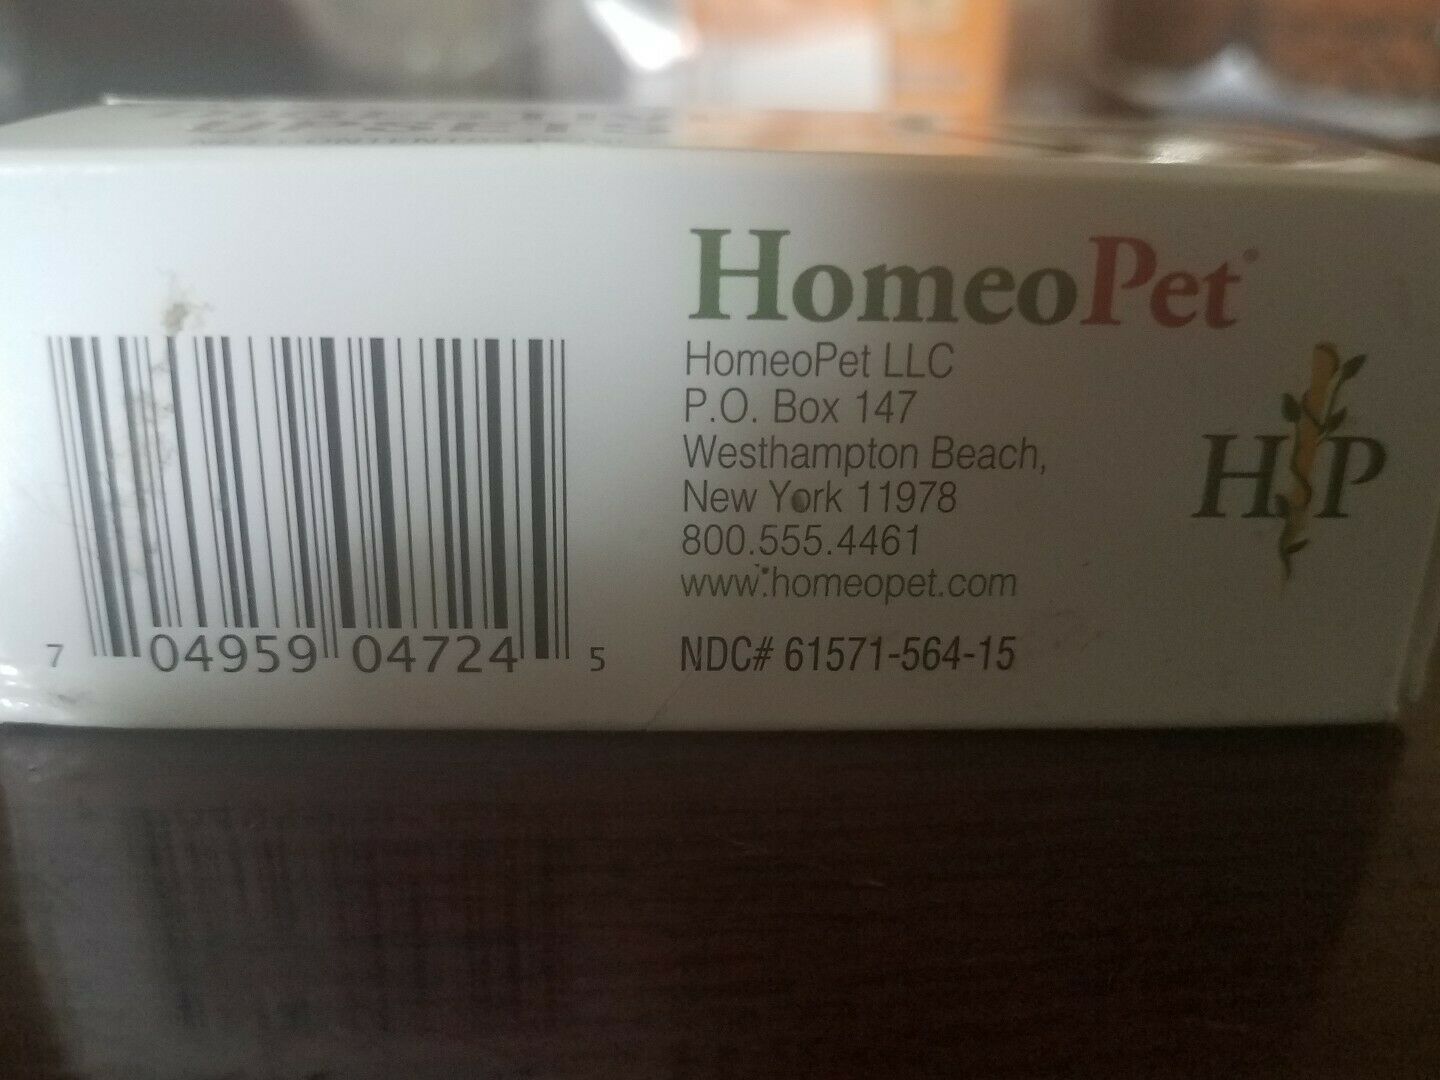 UPSETS
HomeoPet®
HomeoPet LLC
P.O. Box 147
Westhampton Beach,
New York 11978
800.555.4461
www.homeopet.com
NDC# 61571-564-15
HP
7 04959 04724 5